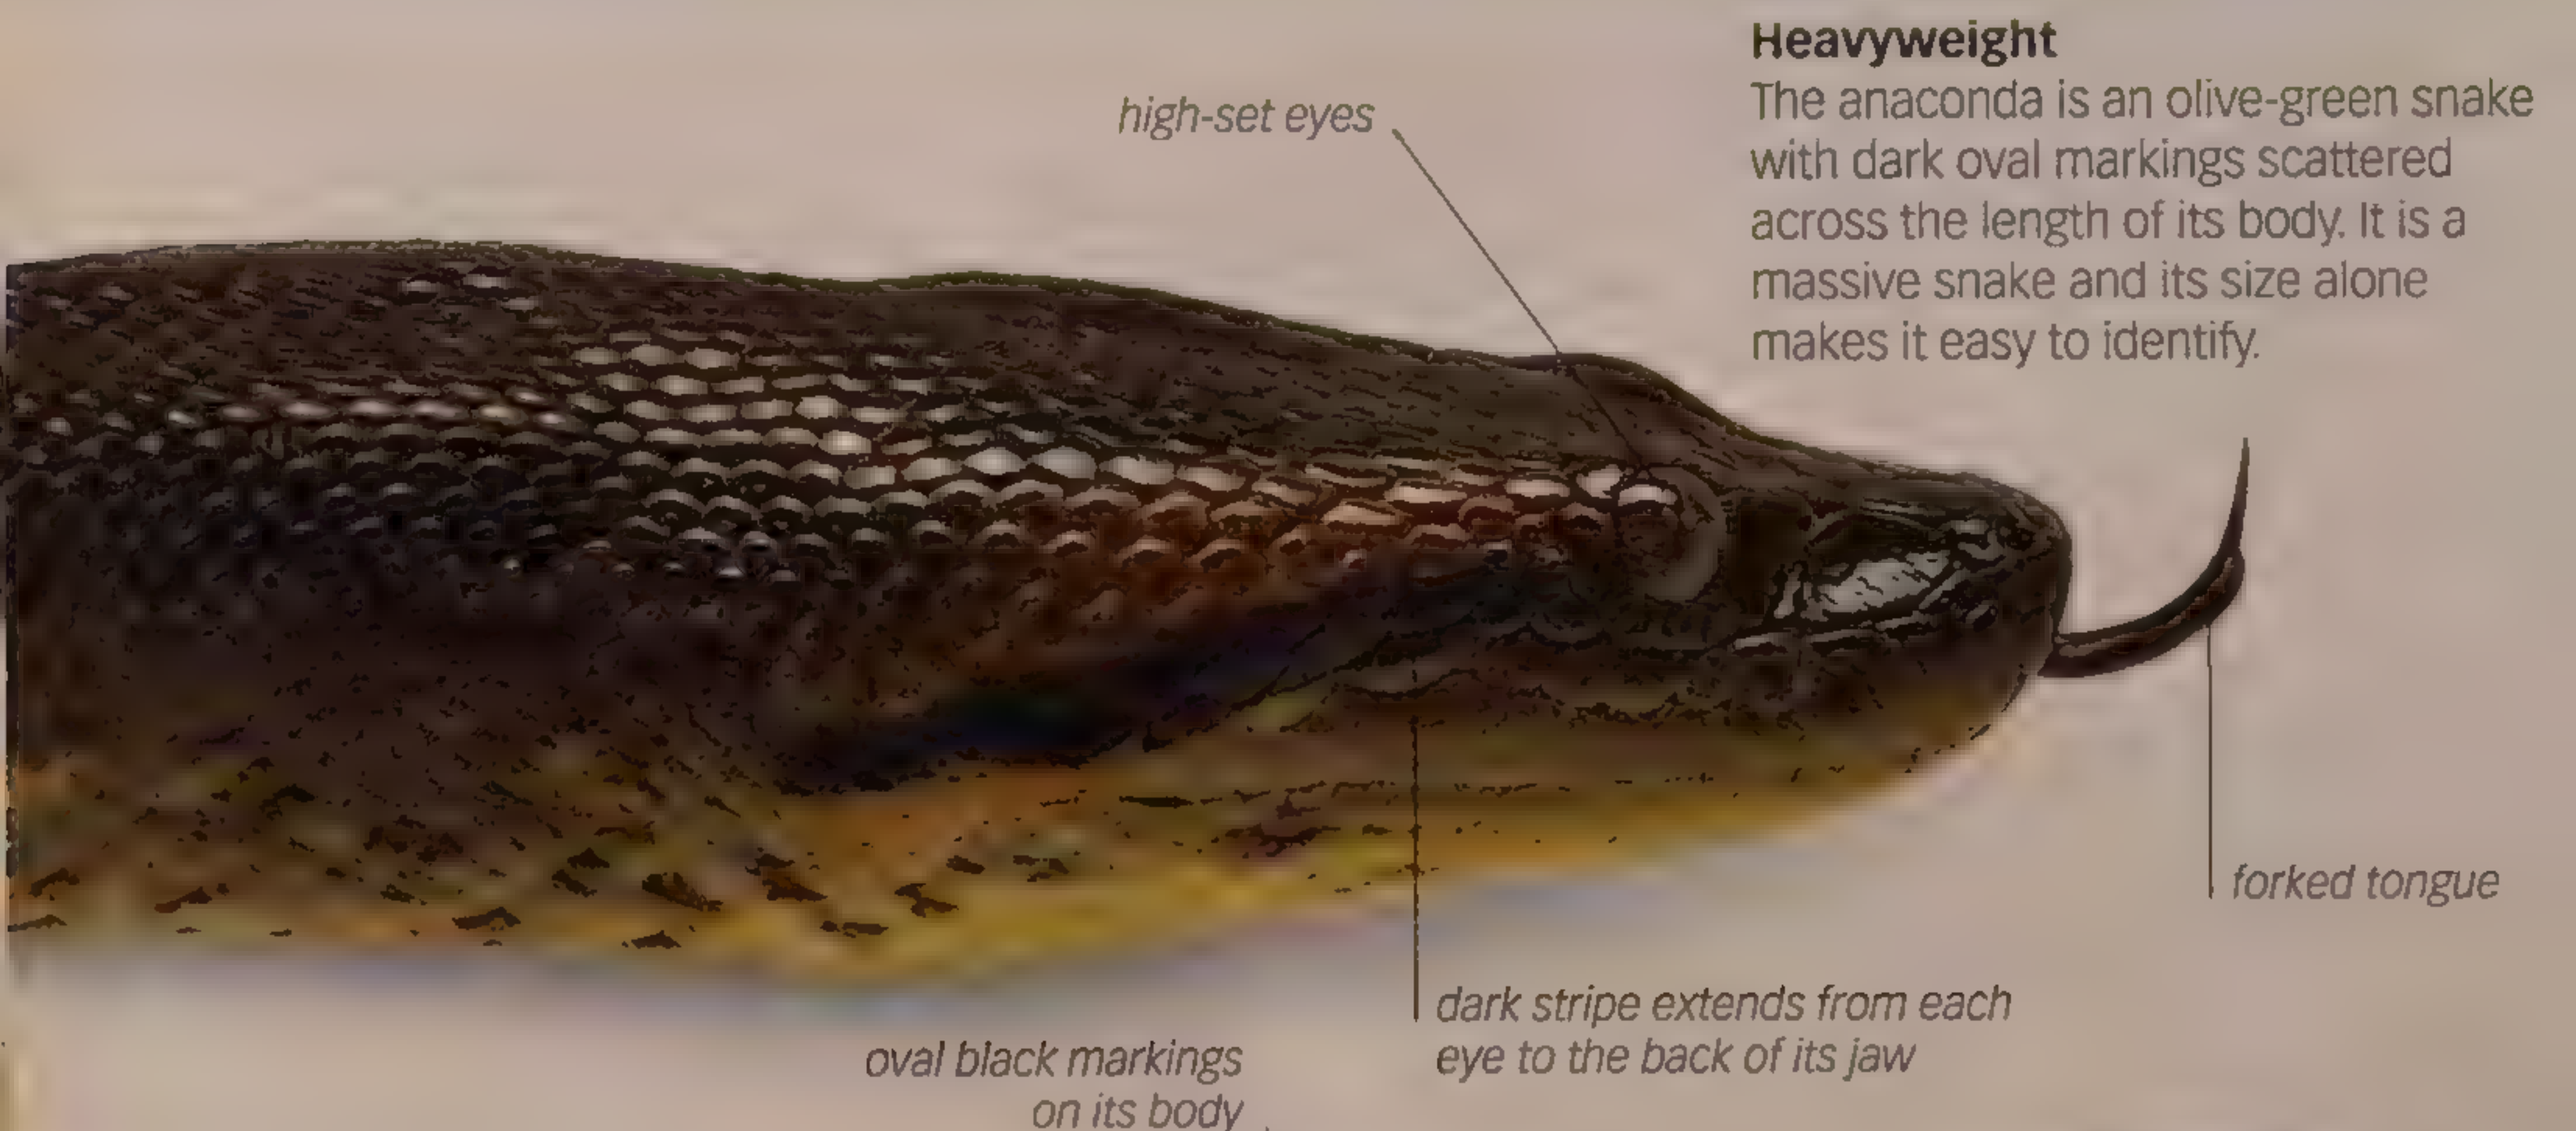 Heavyweight
The anaconda is an olive-green snake
with dark oval markings scattered
across the length of its body. It is a
massive snake and its size alone
makes it easy to identify.
high-set eyes
forked tongue
dark stripe extends from each
eye to the back of its jaw
oval black markings
on its body